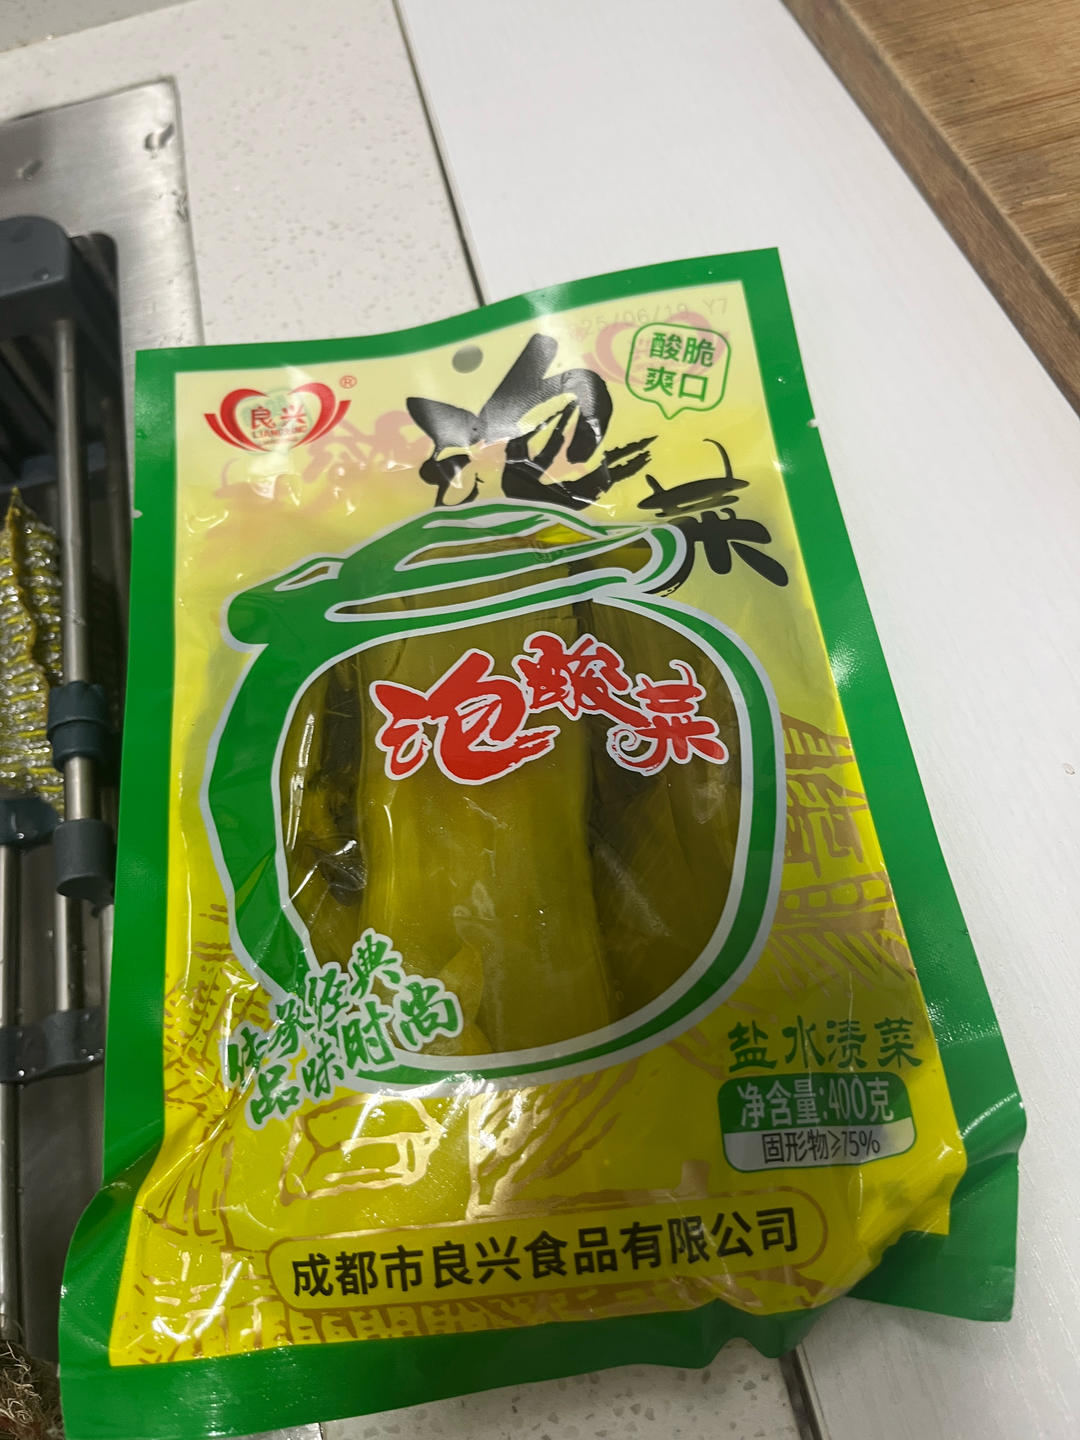 25/06/19 Y7
酸脆
爽口
良兴®
LIANGXING
泡菜
泡酸菜
传承经典
品味时尚
盐水渍菜
净含量:400克
固形物≥75%
成都市良兴食品有限公司